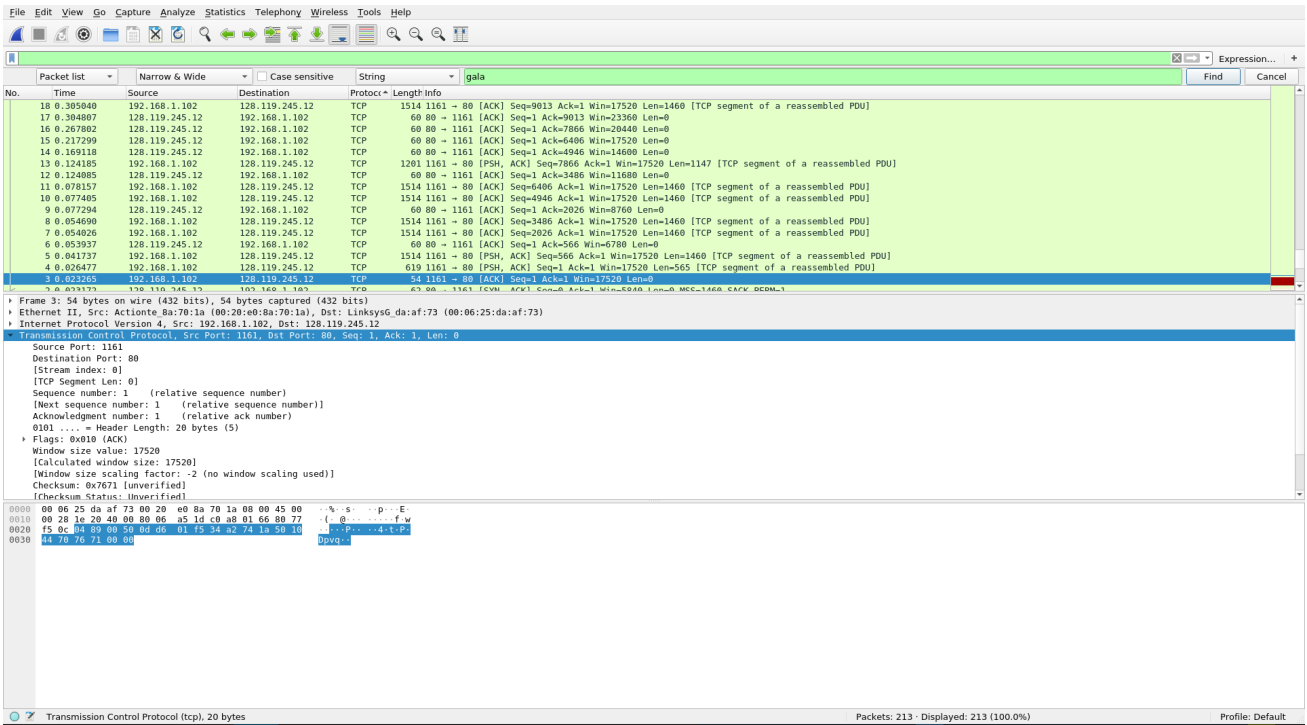 File Edit View Go Capture Analyze Statistics Telephony Wireless Tools Help
Expression... +
Packet list Narrow & Wide Case sensitive String gala Find Cancel
No. Time Source Destination Protocc Length Info
18 0.305040 192.168.1.102 128.119.245.12 TCP 1514 1161 → 80 [ACK] Seq=9013 Ack=1 Win=17520 Len=1460 [TCP segment of a reassembled PDU]
17 0.304807 128.119.245.12 192.168.1.102 TCP 60 80 → 1161 [ACK] Seq=1 Ack=9013 Win=23360 Len=0
16 0.267802 128.119.245.12 192.168.1.102 TCP 60 80 → 1161 [ACK] Seq=1 Ack=7866 Win=20440 Len=0
15 0.217299 128.119.245.12 192.168.1.102 TCP 60 80 → 1161 [ACK] Seq=1 Ack=6406 Win=17520 Len=0
14 0.169118 128.119.245.12 192.168.1.102 TCP 60 80 → 1161 [ACK] Seq=1 Ack=4946 Win=14600 Len=0
13 0.124185 192.168.1.102 128.119.245.12 TCP 1201 1161 → 80 [PSH, ACK] Seq=7866 Ack=1 Win=17520 Len=1147 [TCP segment of a reassembled PDU]
12 0.124085 128.119.245.12 192.168.1.102 TCP 60 80 → 1161 [ACK] Seq=1 Ack=3486 Win=11680 Len=0
11 0.078157 192.168.1.102 128.119.245.12 TCP 1514 1161 → 80 [ACK] Seq=6406 Ack=1 Win=17520 Len=1460 [TCP segment of a reassembled PDU]
10 0.077405 192.168.1.102 128.119.245.12 TCP 1514 1161 → 80 [ACK] Seq=4946 Ack=1 Win=17520 Len=1460 [TCP segment of a reassembled PDU]
9 0.077294 128.119.245.12 192.168.1.102 TCP 60 80 → 1161 [ACK] Seq=1 Ack=2026 Win=8760 Len=0
8 0.054690 192.168.1.102 128.119.245.12 TCP 1514 1161 → 80 [ACK] Seq=3486 Ack=1 Win=17520 Len=1460 [TCP segment of a reassembled PDU]
7 0.054026 192.168.1.102 128.119.245.12 TCP 1514 1161 → 80 [ACK] Seq=2026 Ack=1 Win=17520 Len=1460 [TCP segment of a reassembled PDU]
6 0.053937 128.119.245.12 192.168.1.102 TCP 60 80 → 1161 [ACK] Seq=1 Ack=566 Win=6780 Len=0
5 0.041737 192.168.1.102 128.119.245.12 TCP 1514 1161 → 80 [PSH, ACK] Seq=566 Ack=1 Win=17520 Len=1460 [TCP segment of a reassembled PDU]
4 0.026477 192.168.1.102 128.119.245.12 TCP 619 1161 → 80 [PSH, ACK] Seq=1 Ack=1 Win=17520 Len=565 [TCP segment of a reassembled PDU]
3 0.023265 192.168.1.102 128.119.245.12 TCP 54 1161 → 80 [ACK] Seq=1 Ack=1 Win=17520 Len=0
2 0.023172 128.119.245.12 192.168.1.102 TCP 62 80 → 1161 [SYN, ACK] Seq=0 Ack=1 Win=5840 Len=0 MSS=1460 SACK_PERM=1
Frame 3: 54 bytes on wire (432 bits), 54 bytes captured (432 bits)
Ethernet II, Src: Actionte_8a:70:1a (00:20:e0:8a:70:1a), Dst: LinksysG_da:af:73 (00:06:25:da:af:73)
Internet Protocol Version 4, Src: 192.168.1.102, Dst: 128.119.245.12
Transmission Control Protocol, Src Port: 1161, Dst Port: 80, Seq: 1, Ack: 1, Len: 0
Source Port: 1161
Destination Port: 80
[Stream index: 0]
[TCP Segment Len: 0]
Sequence number: 1 (relative sequence number)
[Next sequence number: 1 (relative sequence number)]
Acknowledgment number: 1 (relative ack number)
0101 .... = Header Length: 20 bytes (5)
Flags: 0x010 (ACK)
Window size value: 17520
[Calculated window size: 17520]
[Window size scaling factor: -2 (no window scaling used)]
Checksum: 0x7671 [unverified]
[Checksum Status: Unverified]
0000 00 06 25 da af 73 00 20 e0 8a 70 1a 08 00 45 00 ··%··s· ··p···E·
0010 00 28 1e 20 40 00 80 06 a5 1d c0 a8 01 66 80 77 ·(· @··· ·····f·w
0020 f5 0c 04 89 00 50 0d d6 01 f5 34 a2 74 1a 50 10 ·····P·· ··4·t·P·
0030 44 70 76 71 00 00 Dpvq··
Transmission Control Protocol (tcp), 20 bytes Packets: 213 · Displayed: 213 (100.0%) Profile: Default